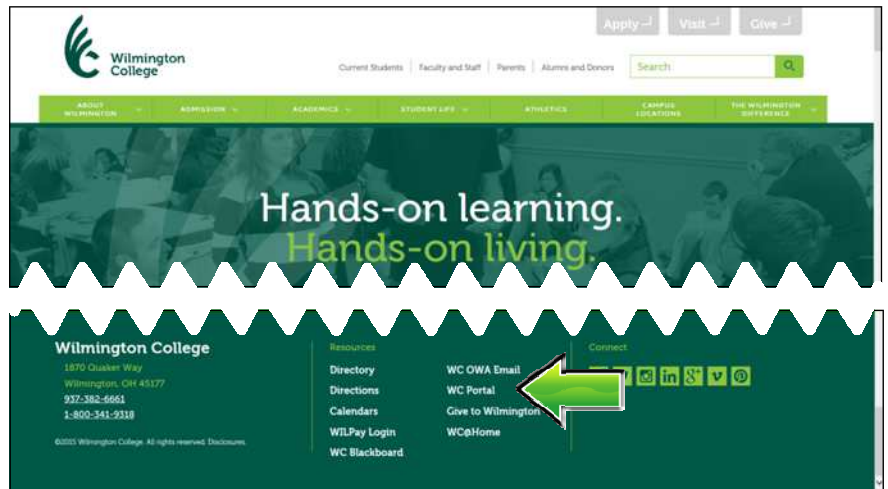 Apply Visit Give
Wilmington
College
Current Students | Faculty and Staff | Parents | Alumni and Donors
Search
ABOUT WILMINGTON
ADMISSION
ACADEMICS
STUDENT LIFE
ATHLETICS
CAMPUS LOCATIONS
THE WILMINGTON DIFFERENCE
Hands-on learning.
Hands-on living.
Wilmington College
1870 Quaker Way
Wilmington, OH 45177
937-382-6661
1-800-341-9318
©2015 Wilmington College. All rights reserved. Disclosures.
Resources
Directory
Directions
Calendars
WILPay Login
WC Blackboard
WC OWA Email
WC Portal
Give to Wilmington
WC@Home
Connect
in g+ v